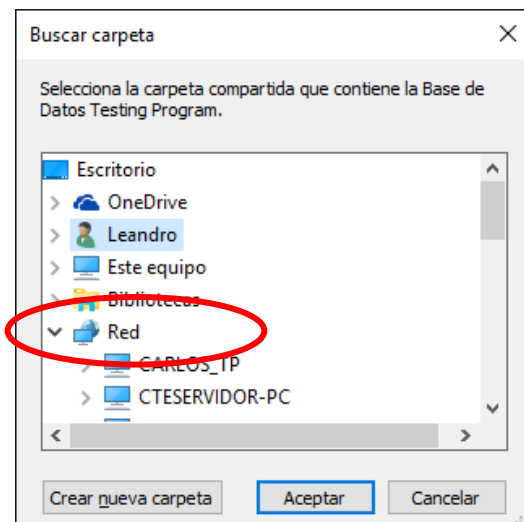 Buscar carpeta
Selecciona la carpeta compartida que contiene la Base de
Datos Testing Program.
Escritorio
OneDrive
Leandro
Este equipo
Bibliotecas
Red
CARLOS_TP
CTESERVIDOR-PC
Crear nueva carpeta Aceptar Cancelar